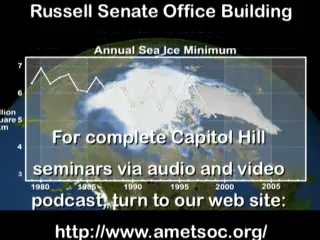 Russell Senate Office Building
Annual Sea Ice Minimum
7
6
5
4
3
1980 1985 1990 1995 2000 2005
For complete Capitol Hill
seminars via audio and video
podcast, turn to our web site:
http://www.ametsoc.org/